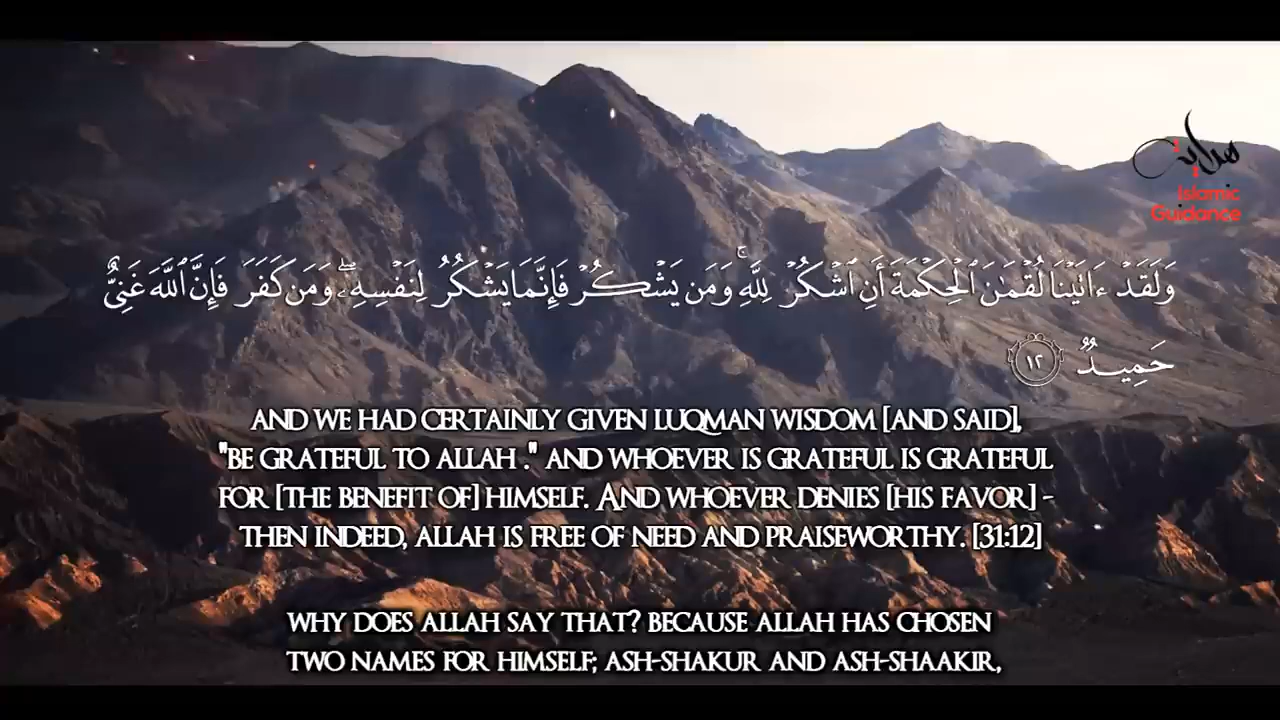 هداية
Islamic
Guidance
وَلَقَدْ ءَاتَيْنَا لُقْمَٰنَ ٱلْحِكْمَةَ أَنِ ٱشْكُرْ لِلَّهِ ۚ وَمَن يَشْكُرْ فَإِنَّمَا يَشْكُرُ لِنَفْسِهِۦ ۖ وَمَن كَفَرَ فَإِنَّ ٱللَّهَ غَنِىٌّ
حَمِيدٌ ١٢
AND WE HAD CERTAINLY GIVEN LUQMAN WISDOM [AND SAID],
"BE GRATEFUL TO ALLAH ." AND WHOEVER IS GRATEFUL IS GRATEFUL
FOR [THE BENEFIT OF] HIMSELF. AND WHOEVER DENIES [HIS FAVOR] -
THEN INDEED, ALLAH IS FREE OF NEED AND PRAISEWORTHY. [31:12]
WHY DOES ALLAH SAY THAT? BECAUSE ALLAH HAS CHOSEN
TWO NAMES FOR HIMSELF; ASH-SHAKUR AND ASH-SHAAKIR,